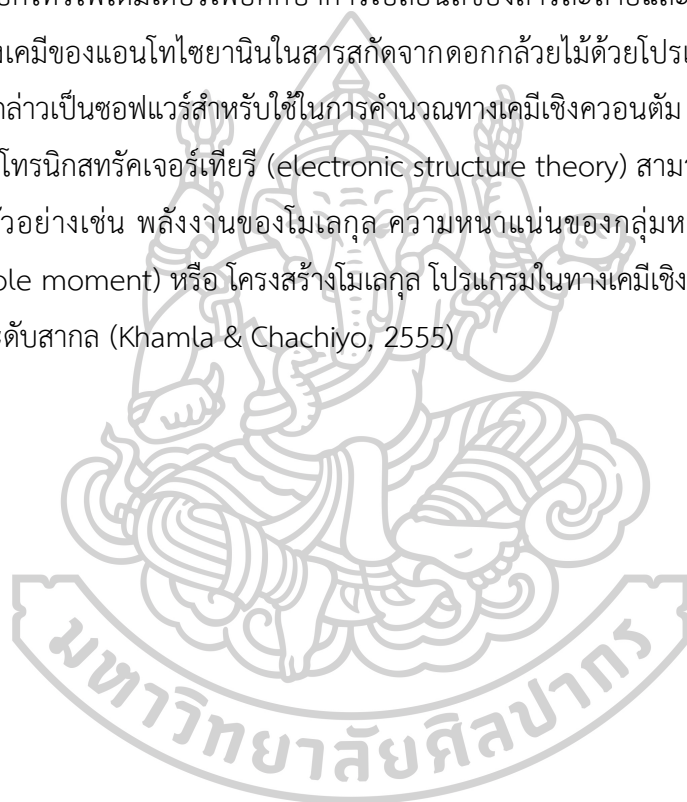 งเคมีของแอนโทไซยานินในสารสกัดจากดอกกล้วยไม้ด้วยโปรแ
กล่าวเป็นซอฟแวร์สำหรับใช้ในการคำนวณทางเคมีเชิงควอนตัม
โทรนิกสทรัคเจอร์เทียรี (electronic structure theory) สามา
ตัวอย่างเช่น พลังงานของโมเลกุล ความหนาแน่นของกลุ่มห
ole moment) หรือ โครงสร้างโมเลกุล โปรแกรมในทางเคมีเชิง
ะดับสากล (Khamla & Chachiyo, 2555)
มหาวิทยาลัยศิลปากร